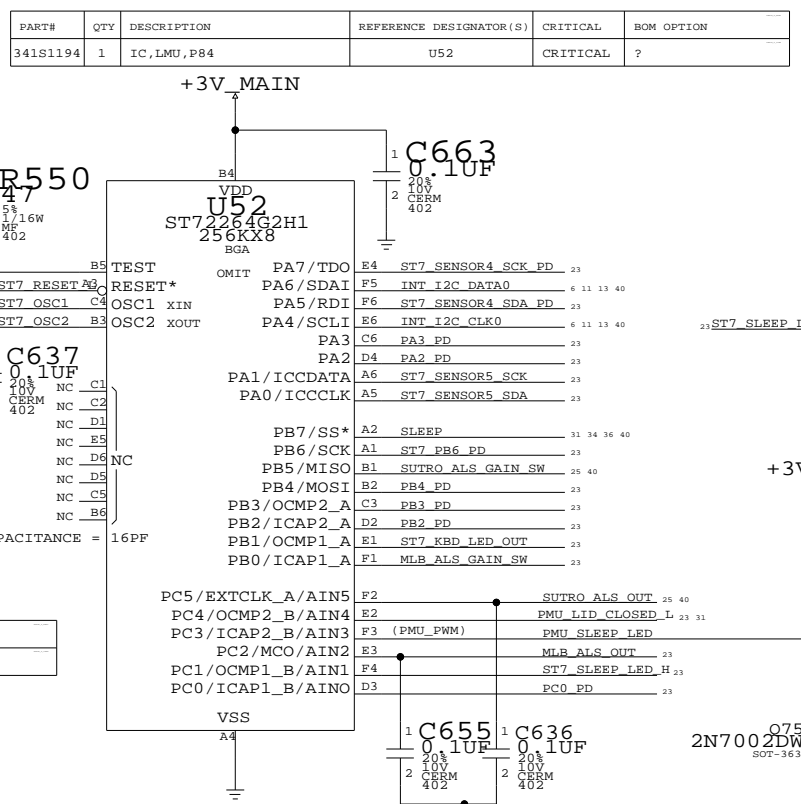 PART# QTY DESCRIPTION REFERENCE DESIGNATOR(S) CRITICAL BOM OPTION
341S1194 1 IC,LMU,P84 U52 CRITICAL ?
+3V_MAIN
1 C663
0.1UF
20%
10V
2 CERM
402
R550
47
5%
1/16W
MF
402
B4
VDD
U52
ST72264G2H1
256KX8
BGA
OMIT
B5 TEST
ST7_RESET A3 RESET*
ST7_OSC1 C4 OSC1 XIN
ST7_OSC2 B3 OSC2 XOUT
PA7/TDO E4 ST7_SENSOR4_SCK_PD 23
PA6/SDAI F5 INT_I2C_DATA0 6 11 13 40
PA5/RDI F6 ST7_SENSOR4_SDA_PD 23
PA4/SCLI E6 INT_I2C_CLK0 6 11 13 40
PA3 C6 PA3_PD 23
PA2 D4 PA2_PD 23
PA1/ICCDATA A6 ST7_SENSOR5_SCK 23
PA0/ICCCLK A5 ST7_SENSOR5_SDA 23
23 ST7_SLEEP_
C637
0.1UF
20%
10V
CERM
402
NC C1
NC C2
NC D1
NC E5
NC D6 NC
NC D5
NC C5
NC B6
PACITANCE = 16PF
PB7/SS* A2 SLEEP 31 34 36 40
PB6/SCK A1 ST7_PB6_PD 23
PB5/MISO B1 SUTRO_ALS_GAIN_SW 25 40
PB4/MOSI B2 PB4_PD 23
PB3/OCMP2_A C3 PB3_PD 23
PB2/ICAP2_A D2 PB2_PD 23
PB1/OCMP1_A E1 ST7_KBD_LED_OUT 23
PB0/ICAP1_A F1 MLB_ALS_GAIN_SW 23
+3V
PC5/EXTCLK_A/AIN5 F2 SUTRO_ALS_OUT 25 40
PC4/OCMP2_B/AIN4 E2 PMU_LID_CLOSED_L 23 31
PC3/ICAP2_B/AIN3 F3 (PMU_PWM) PMU_SLEEP_LED
PC2/MCO/AIN2 E3 MLB_ALS_OUT 23
PC1/OCMP1_B/AIN1 F4 ST7_SLEEP_LED_H 23
PC0/ICAP1_B/AIN0 D3 PC0_PD 23
VSS
A4
1 C655
0.1UF
20%
10V
2 CERM
402
1 C636
0.1UF
20%
10V
2 CERM
402
Q75
2N7002DW
SOT-363